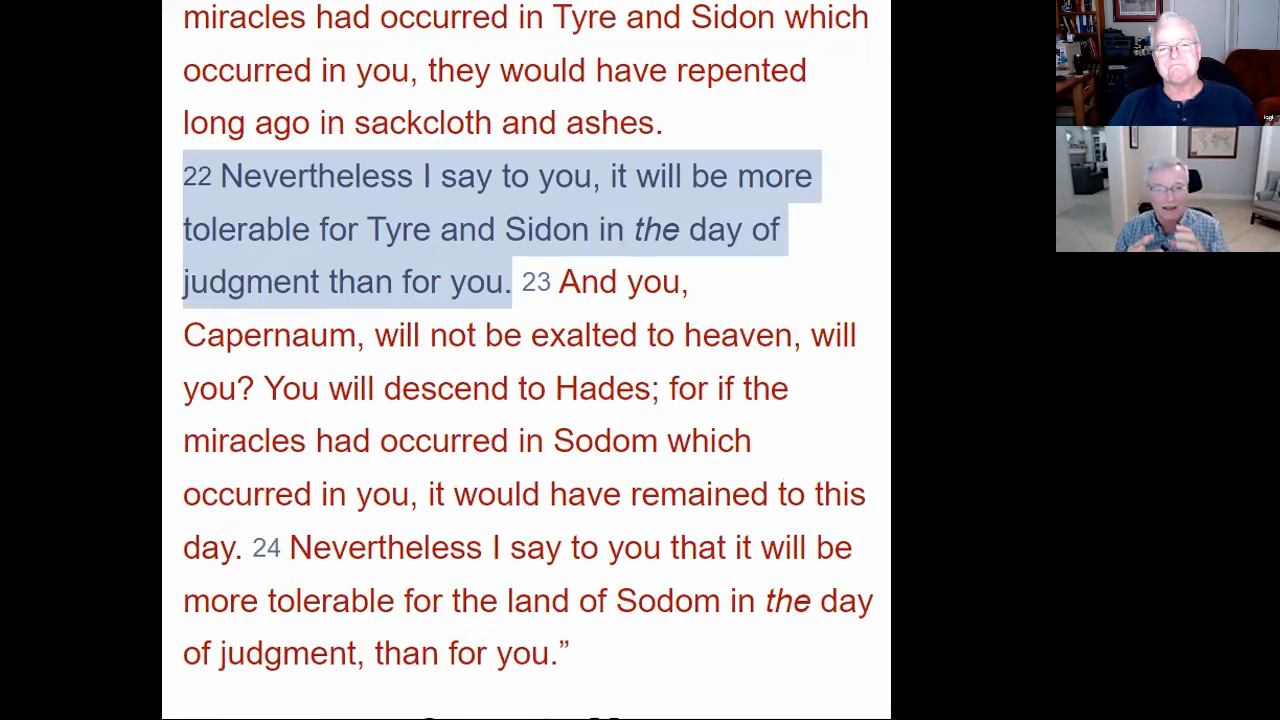 miracles had occurred in Tyre and Sidon which
occurred in you, they would have repented
long ago in sackcloth and ashes.
22 Nevertheless I say to you, it will be more
tolerable for Tyre and Sidon in the day of
judgment than for you. 23 And you,
Capernaum, will not be exalted to heaven, will
you? You will descend to Hades; for if the
miracles had occurred in Sodom which
occurred in you, it would have remained to this
day. 24 Nevertheless I say to you that it will be
more tolerable for the land of Sodom in the day
of judgment, than for you.”